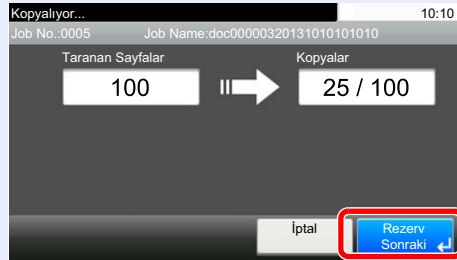 Kopyalıyor... 10:10
Job No.:0005 Job Name:doc00000320131010101010
Taranan Sayfalar Kopyalar
100 25 / 100
İptal Rezerv
Sonraki